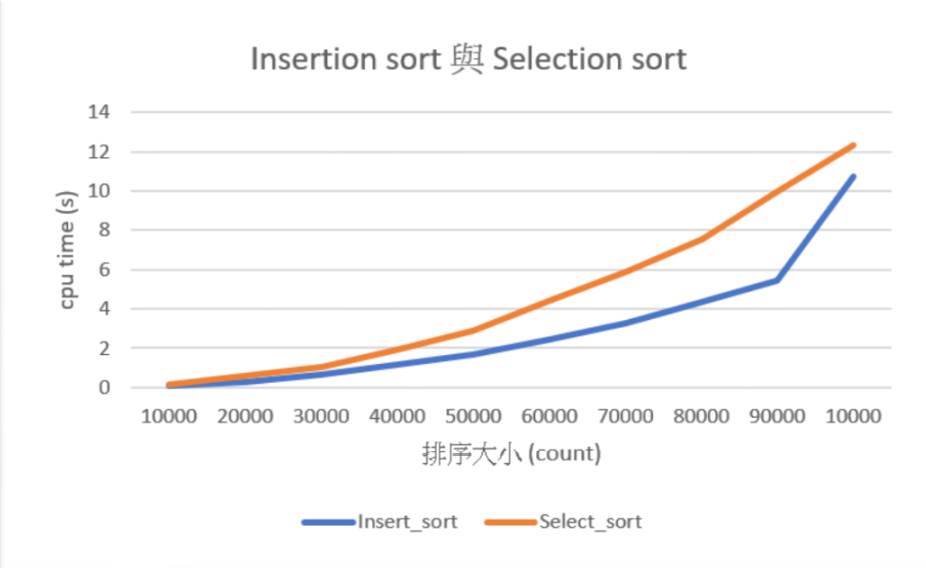 Insertion sort 與 Selection sort
14
12
10
8
6
4
2
0
cpu time (s)
10000 20000 30000 40000 50000 60000 70000 80000 90000 10000
排序大小 (count)
Insert_sort Select_sort